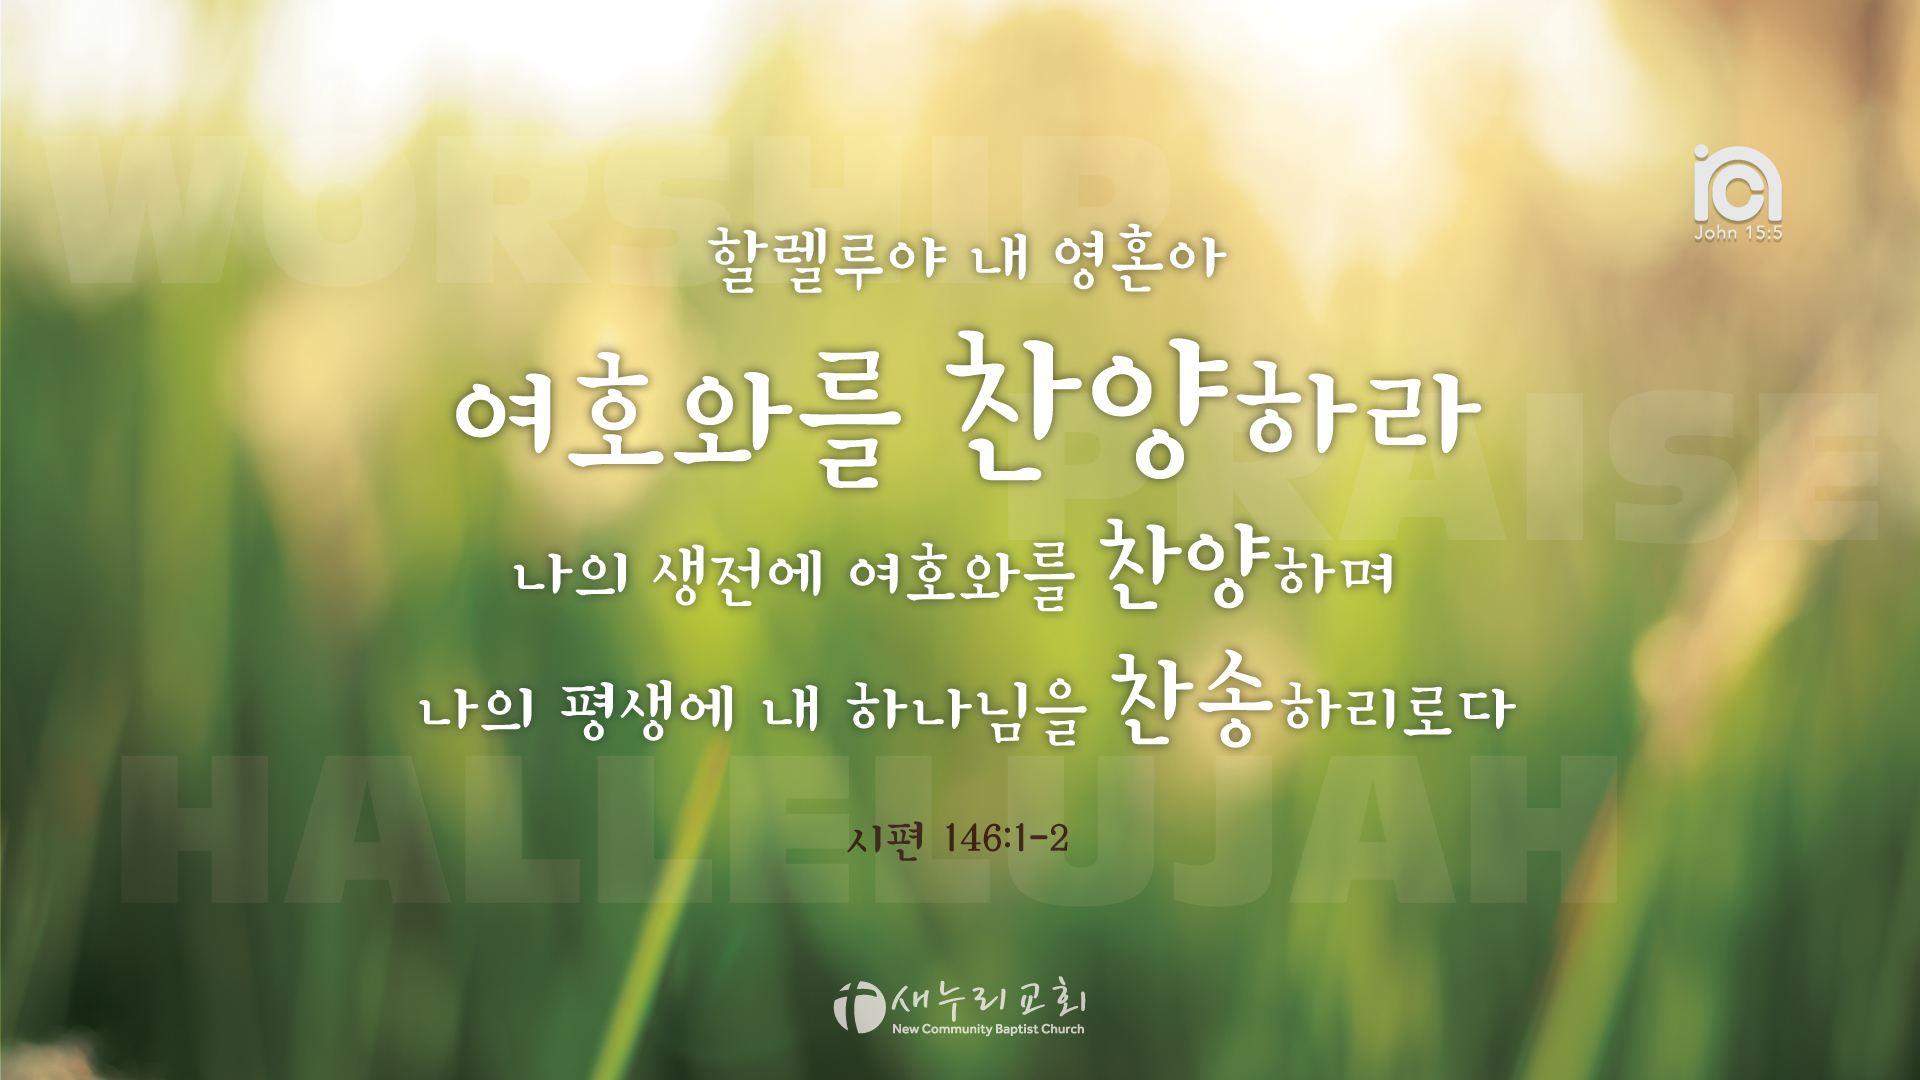 WORSHIP
John 15:5
할렐루야 내 영혼아
여호와를 찬양하라
PRAISE
나의 생전에 여호와를 찬양하며
나의 평생에 내 하나님을 찬송하리로다
HALLELUJAH
시편 146:1-2
새누리교회
New Community Baptist Church